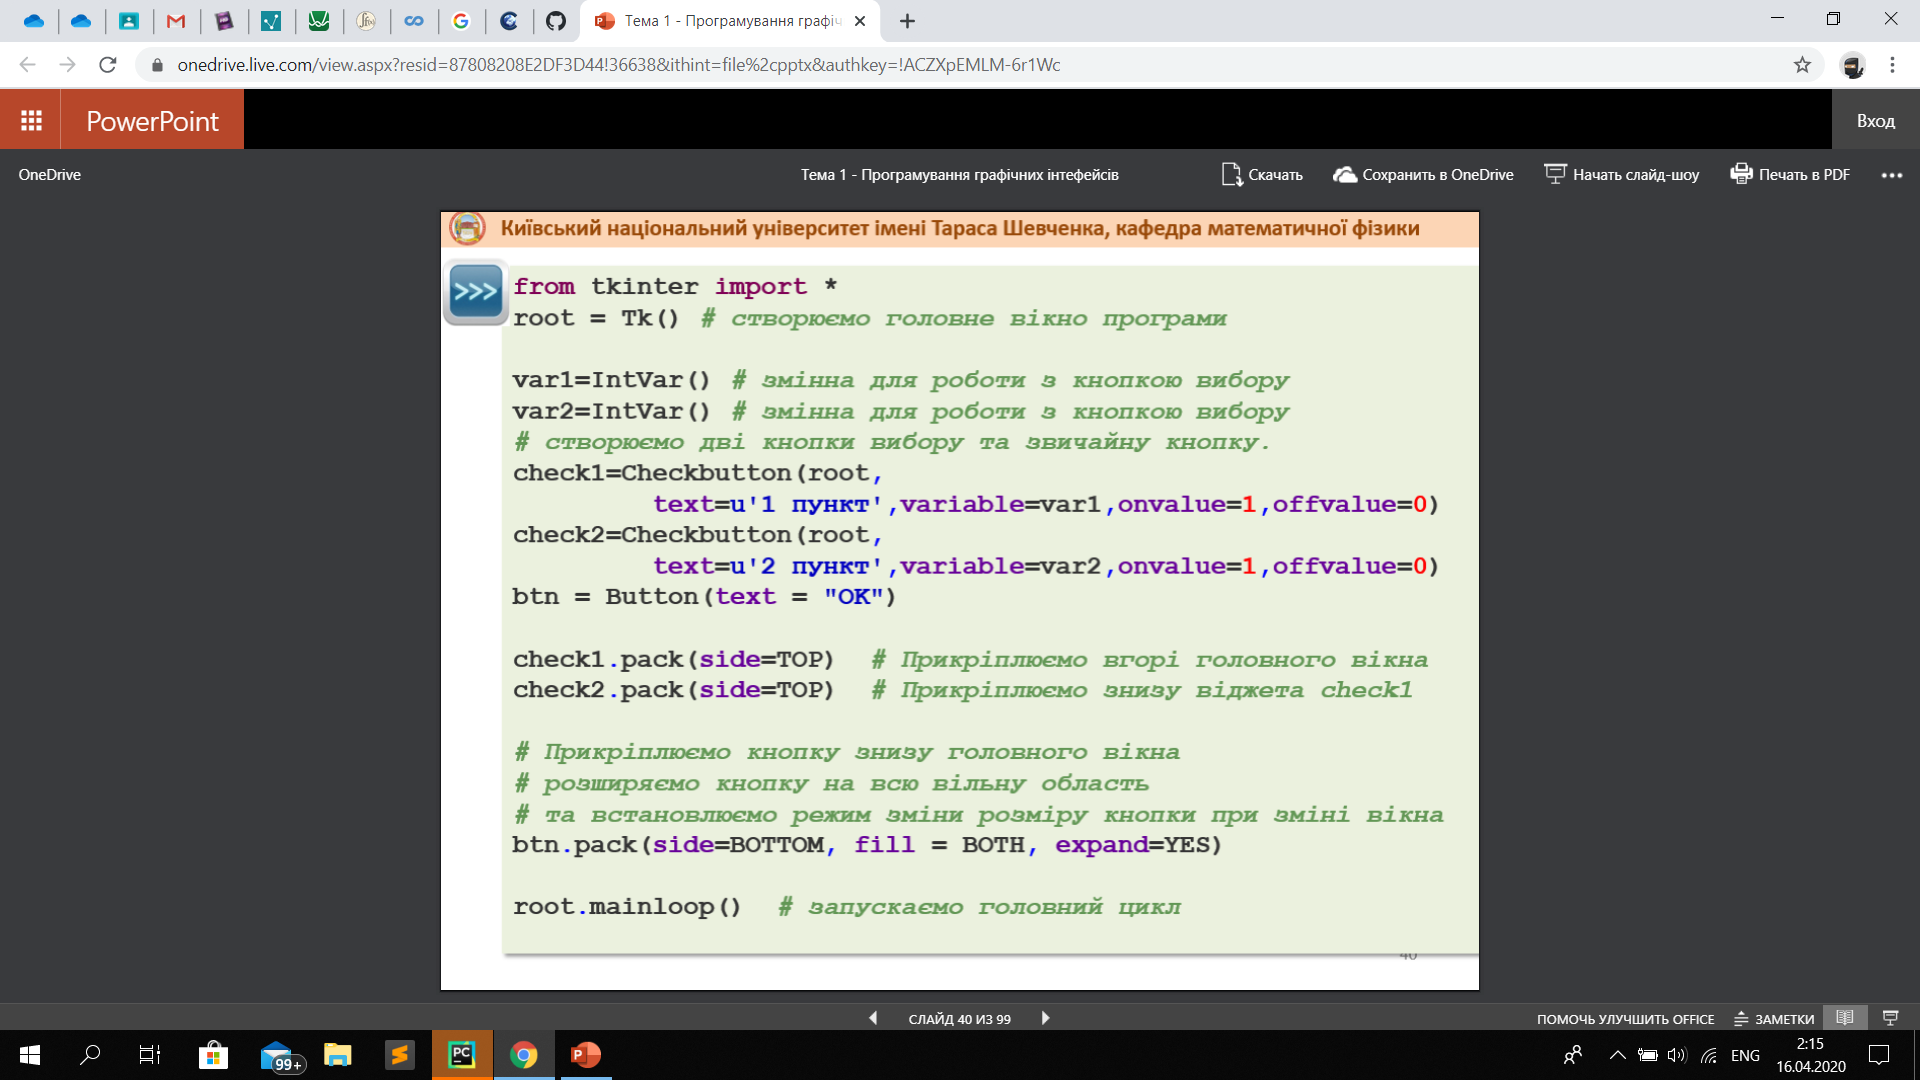 Тема 1 - Програмування графіч
onedrive.live.com/view.aspx?resid=87808208E2DF3D44!36638&ithint=file%2cpptx&authkey=!ACZXpEMLM-6r1Wc
PowerPoint
Вход
OneDrive
Тема 1 - Програмування графічних інтефейсів
Скачать
Сохранить в OneDrive
Начать слайд-шоу
Печать в PDF
Київський національний університет імені Тараса Шевченка, кафедра математичної фізики
>>>
from tkinter import *
root = Tk() # створюємо головне вікно програми
var1=IntVar() # змінна для роботи з кнопкою вибору
var2=IntVar() # змінна для роботи з кнопкою вибору
# створюємо дві кнопки вибору та звичайну кнопку.
check1=Checkbutton(root,
text=u'1 пункт',variable=var1,onvalue=1,offvalue=0)
check2=Checkbutton(root,
text=u'2 пункт',variable=var2,onvalue=1,offvalue=0)
btn = Button(text = "OK")
check1.pack(side=TOP) # Прикріплюємо вгорі головного вікна
check2.pack(side=TOP) # Прикріплюємо знизу віджета check1
# Прикріплюємо кнопку знизу головного вікна
# розширяємо кнопку на всю вільну область
# та встановлюємо режим зміни розміру кнопки при зміні вікна
btn.pack(side=BOTTOM, fill = BOTH, expand=YES)
root.mainloop() # запускаємо головний цикл
40
СЛАЙД 40 ИЗ 99
ПОМОЧЬ УЛУЧШИТЬ OFFICE
ЗАМЕТКИ
99+
PC
ENG
2:15
16.04.2020